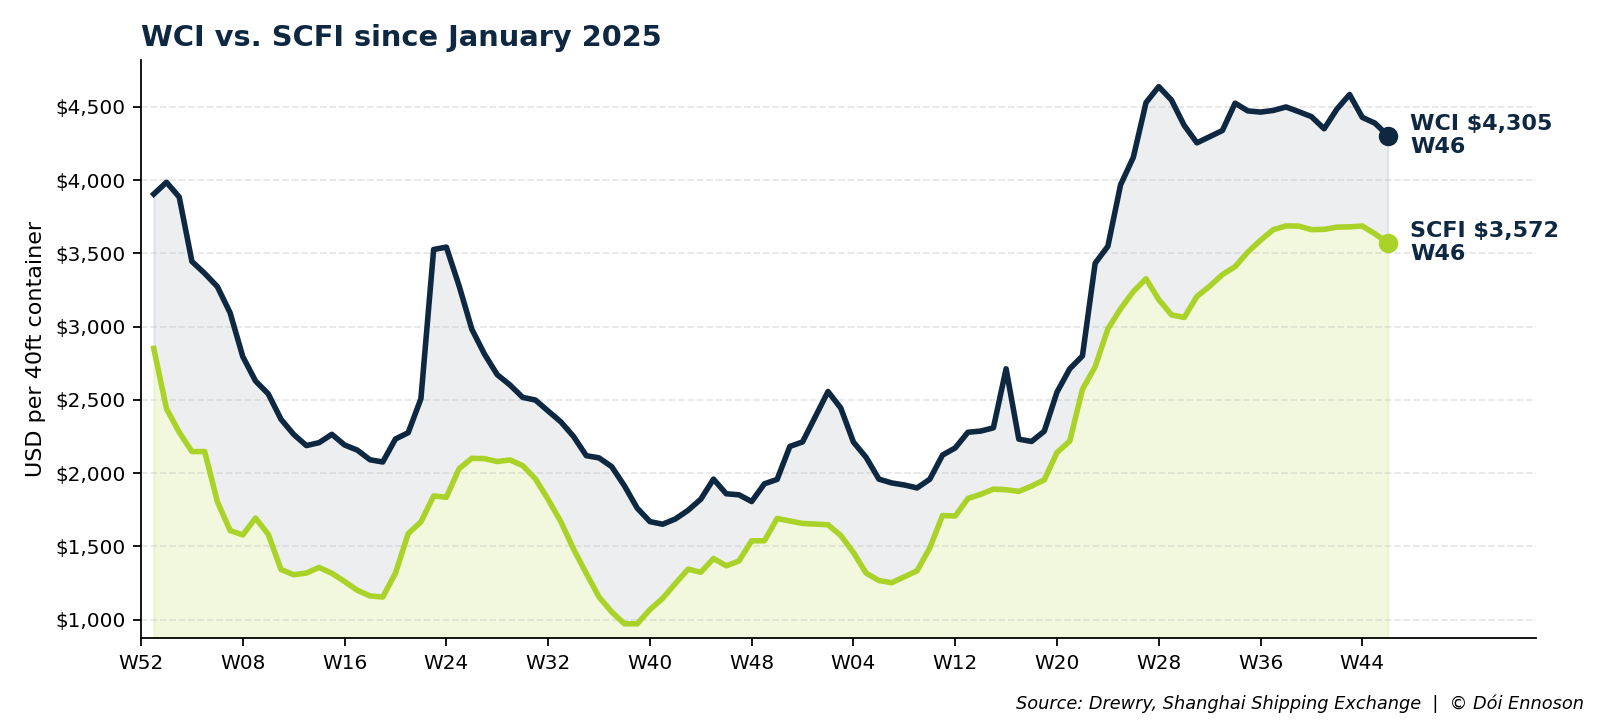 WCI vs. SCFI since January 2025
USD per 40ft container
$4,500
$4,000
$3,500
$3,000
$2,500
$2,000
$1,500
$1,000
WCI $4,305
W46
SCFI $3,572
W46
W52 W08 W16 W24 W32 W40 W48 W04 W12 W20 W28 W36 W44
Source: Drewry, Shanghai Shipping Exchange | © Dói Ennoson